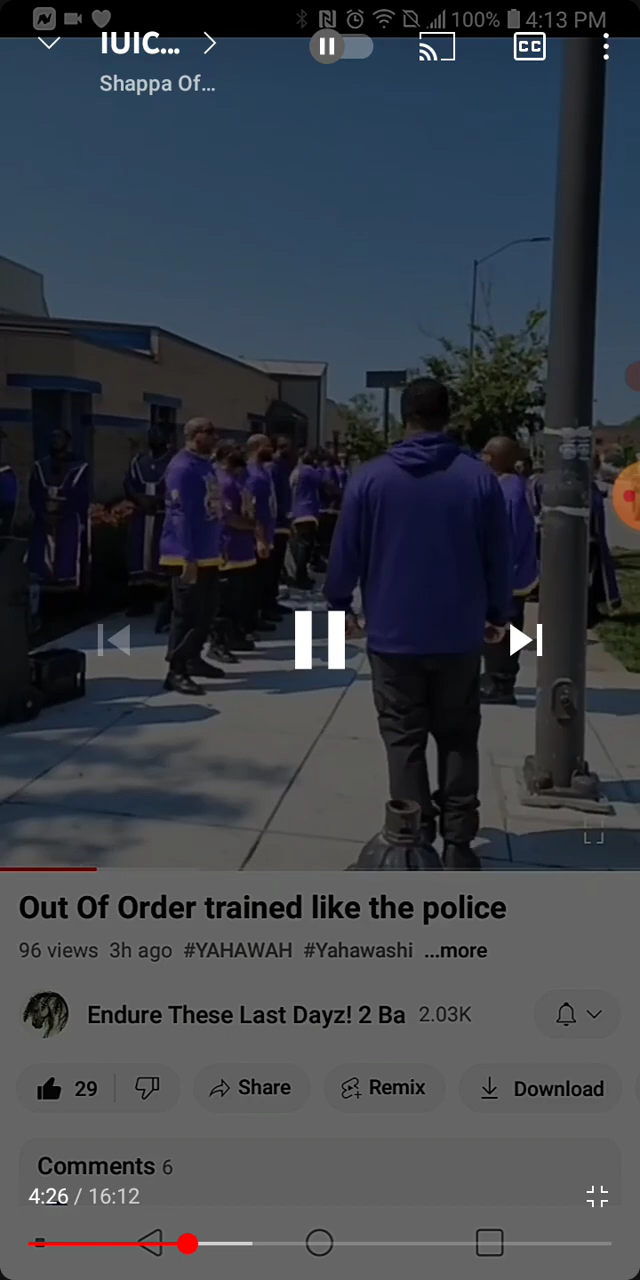 100% 4:13 PM
IUIC...
CC
Shappa Of...
Out Of Order trained like the police
96 views 3h ago #YAHAWAH #Yahawashi ...more
Endure These Last Dayz! 2 Ba 2.03K
29 Share Remix Download
Comments 6
4:26 / 16:12